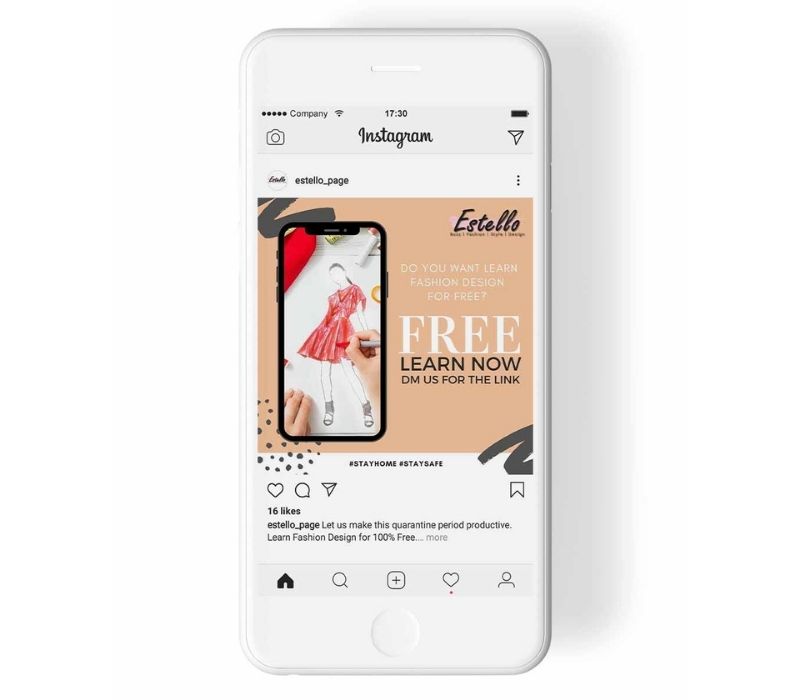 Company 17:30
Instagram
Estello estello_page
Estello
Buzz | Fashion | Style | Design
DO YOU WANT LEARN
FASHION DESIGN
FOR FREE?
FREE
LEARN NOW
DM US FOR THE LINK
#STAYHOME #STAYSAFE
16 likes
estello_page Let us make this quarantine period productive.
Learn Fashion Design for 100% Free.... more